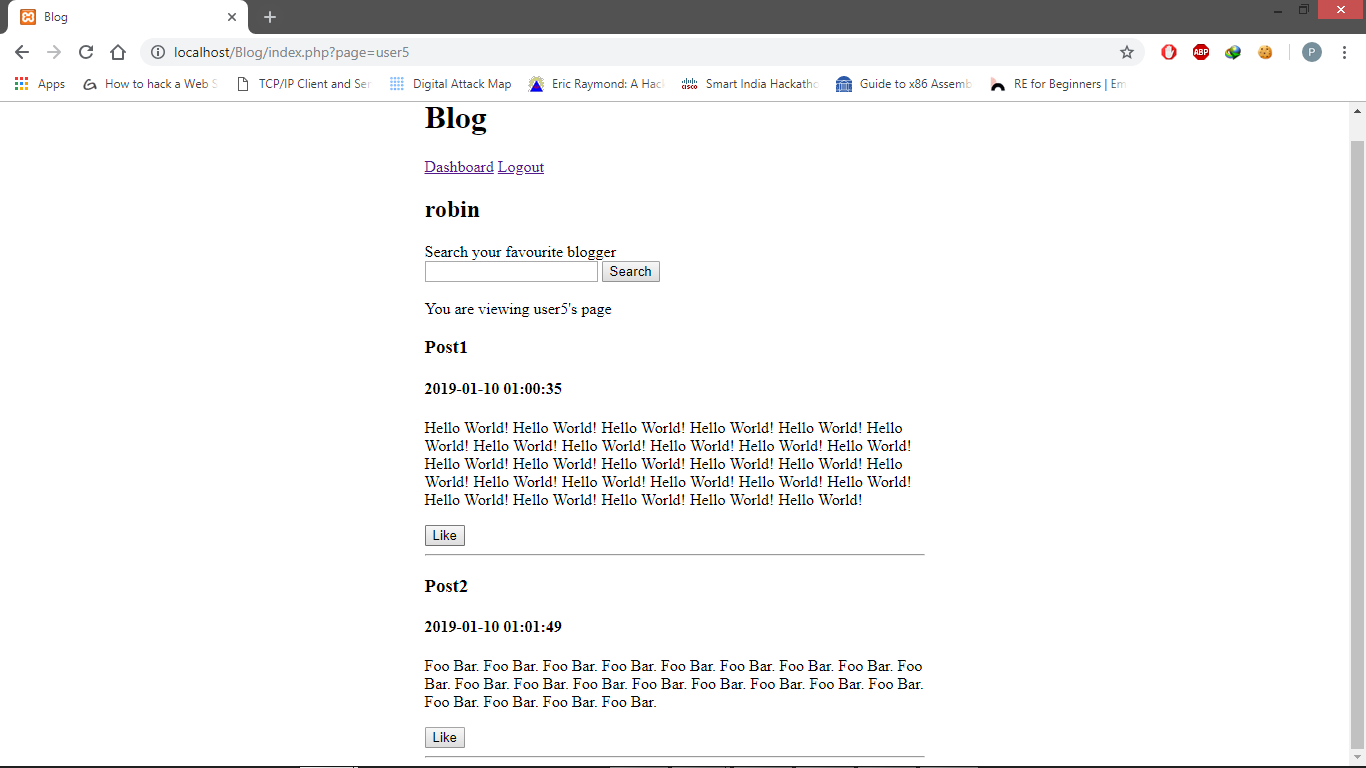 Blog
localhost/Blog/index.php?page=user5
ABP
P
Apps
How to hack a Web S
TCP/IP Client and Ser
Digital Attack Map
Eric Raymond: A Hac
cisco
Smart India Hackatho
Guide to x86 Assemb
RE for Beginners | Em
Blog
Dashboard Logout
robin
Search your favourite blogger
Search
You are viewing user5's page
Post1
2019-01-10 01:00:35
Hello World! Hello World! Hello World! Hello World! Hello World! Hello
World! Hello World! Hello World! Hello World! Hello World! Hello World!
Hello World! Hello World! Hello World! Hello World! Hello World! Hello
World! Hello World! Hello World! Hello World! Hello World! Hello World!
Hello World! Hello World! Hello World! Hello World! Hello World!
Like
Post2
2019-01-10 01:01:49
Foo Bar. Foo Bar. Foo Bar. Foo Bar. Foo Bar. Foo Bar. Foo Bar. Foo Bar. Foo
Bar. Foo Bar. Foo Bar. Foo Bar. Foo Bar. Foo Bar. Foo Bar. Foo Bar. Foo Bar.
Foo Bar. Foo Bar. Foo Bar. Foo Bar.
Like